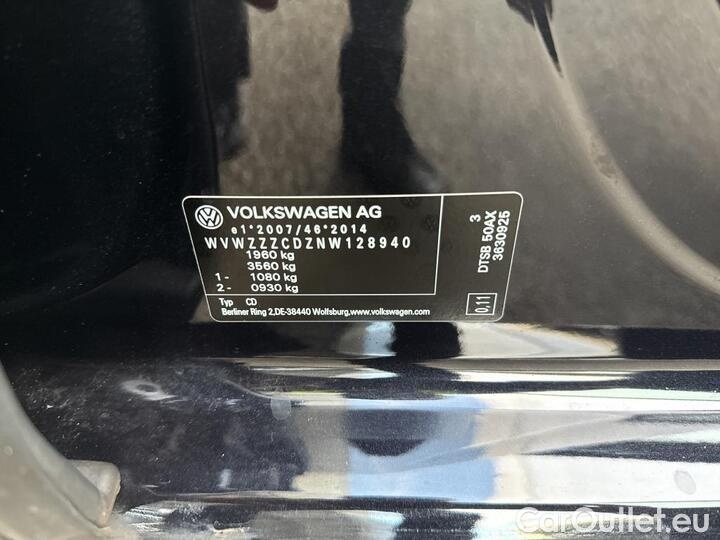 VOLKSWAGEN AG
e1*2007/46*2014
WVWZZZCDZNW128940
1960 kg
3560 kg
1- 1080 kg
2- 0930 kg
Typ CD
Berliner Ring 2,DE-38440 Wolfsburg,www.volkswagen.com
3
DTSB 50AX
3630925
0,11
CarOutlet.eu